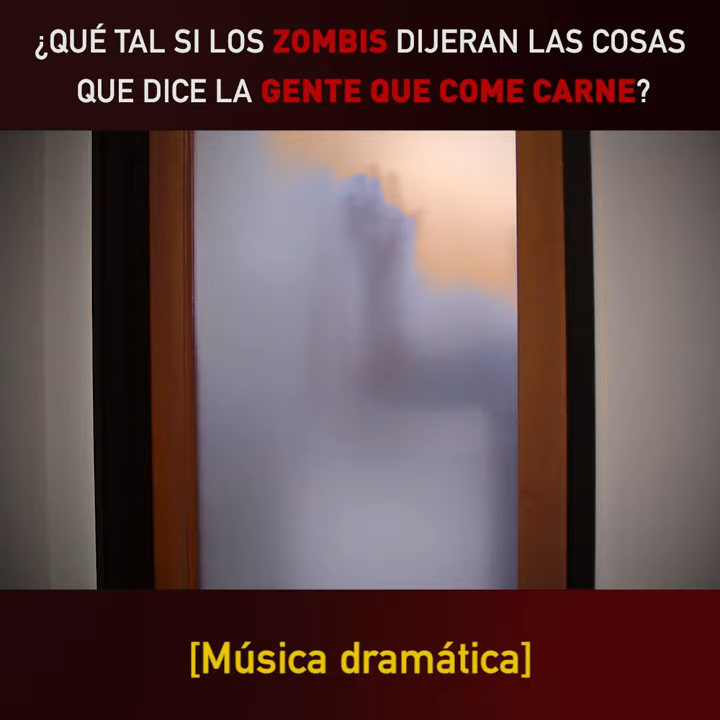 ¿QUÉ TAL SI LOS ZOMBIS DIJERAN LAS COSAS
QUE DICE LA GENTE QUE COME CARNE?
[Música dramática]